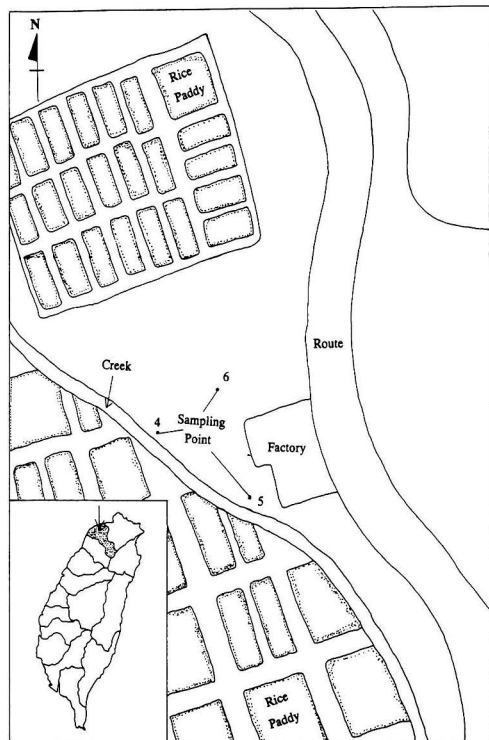 N
Rice
Paddy
Route
Creek
6
4
Sampling
Point
Factory
5
Rice
Paddy